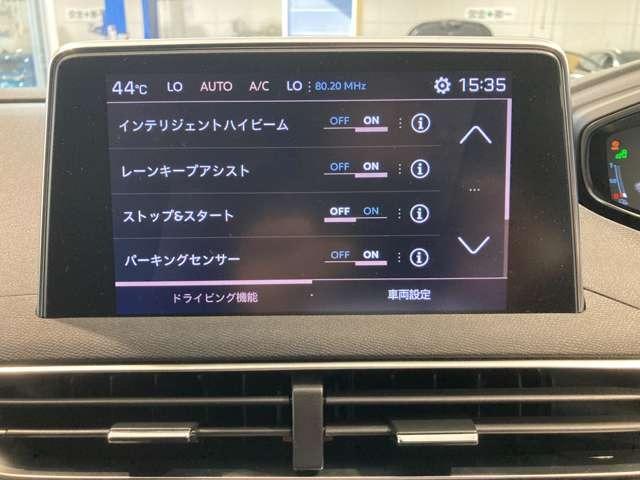 44℃ LO AUTO A/C LO 80.20 MHz 15:35
インテリジェントハイビーム OFF ON
レーンキープアシスト OFF ON
ストップ&スタート OFF ON
パーキングセンサー OFF ON
ドライビング機能 車両設定